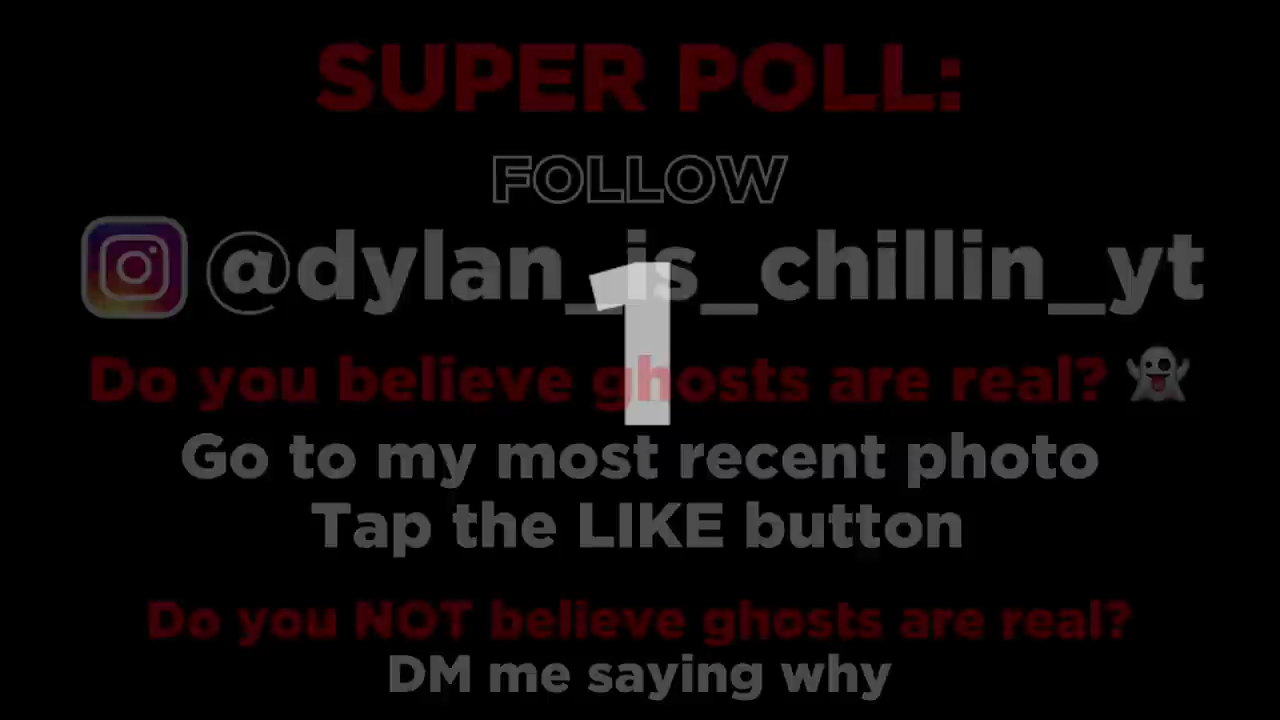 SUPER POLL:
FOLLOW
@dylan_is_chillin_yt
1
Do you believe ghosts are real? 👻
Go to my most recent photo
Tap the LIKE button
Do you NOT believe ghosts are real?
DM me saying why